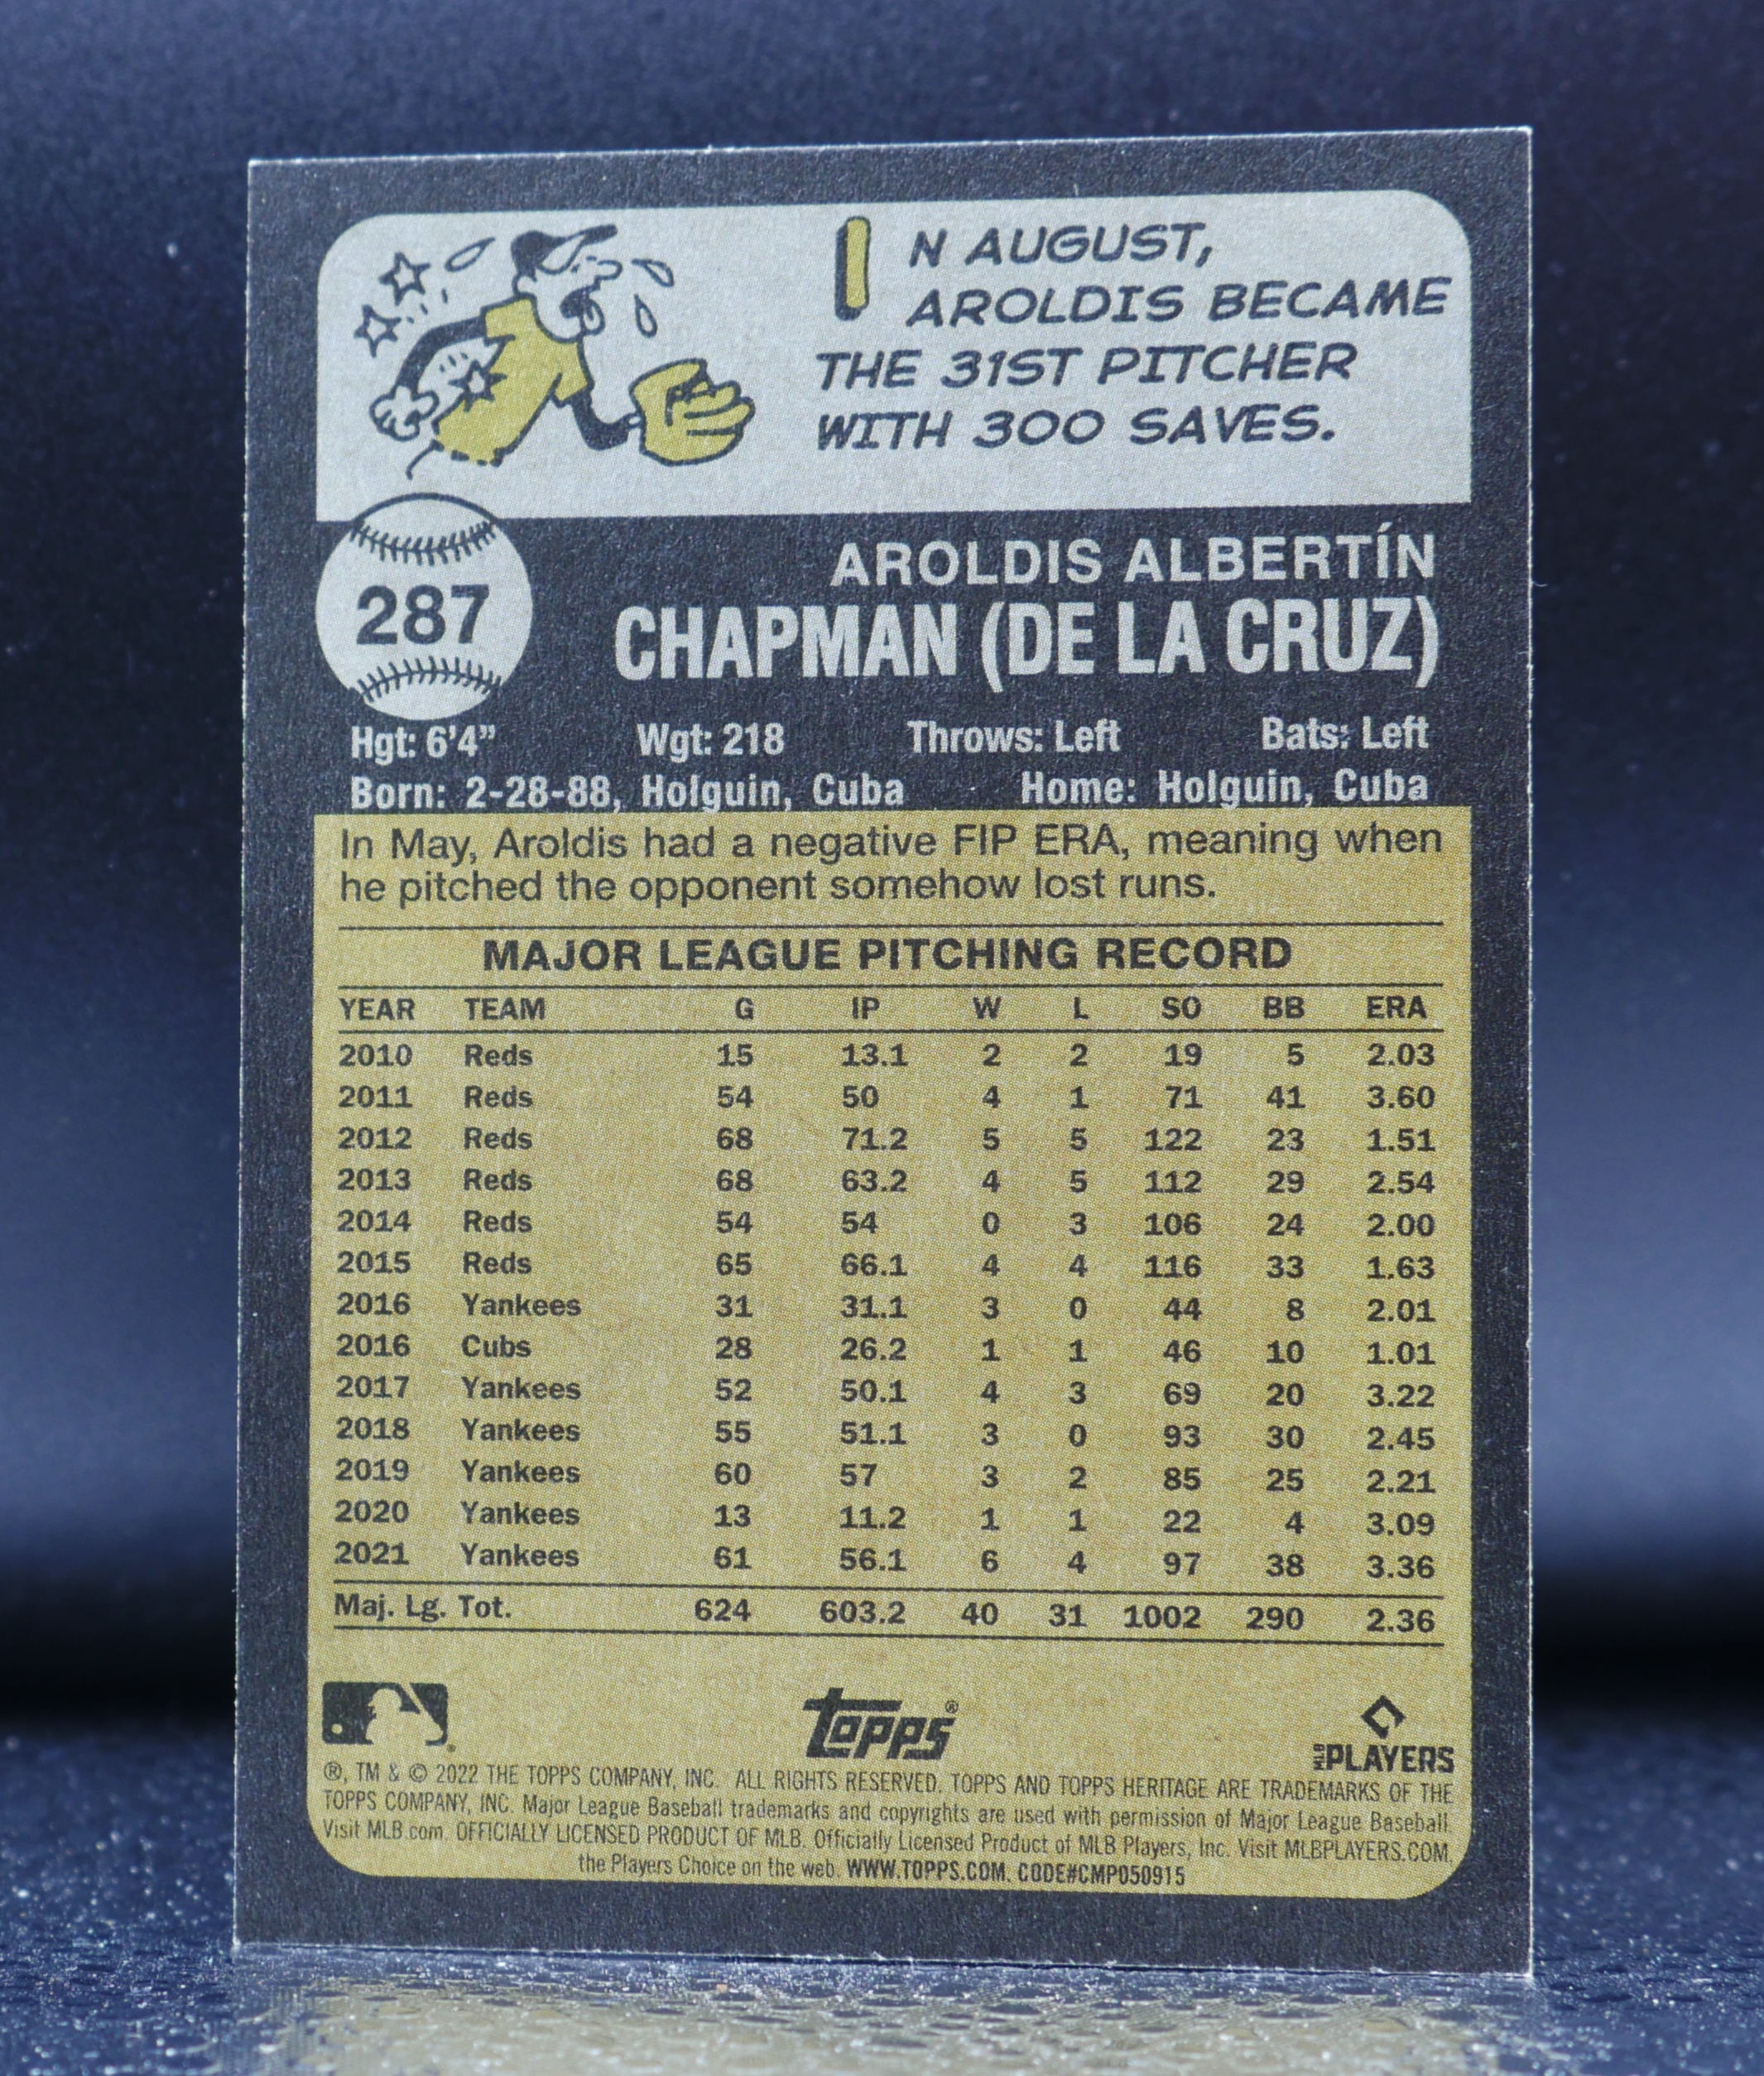 IN AUGUST,
AROLDIS BECAME
THE 31ST PITCHER
WITH 300 SAVES.
287
AROLDIS ALBERTÍN
CHAPMAN (DE LA CRUZ)
Hgt: 6'4" Wgt: 218 Throws: Left Bats: Left
Born: 2-28-88, Holguin, Cuba Home: Holguin, Cuba
In May, Aroldis had a negative FIP ERA, meaning when
he pitched the opponent somehow lost runs.
MAJOR LEAGUE PITCHING RECORD
YEAR TEAM G IP W L SO BB ERA
2010 Reds 15 13.1 2 2 19 5 2.03
2011 Reds 54 50 4 1 71 41 3.60
2012 Reds 68 71.2 5 5 122 23 1.51
2013 Reds 68 63.2 4 5 112 29 2.54
2014 Reds 54 54 0 3 106 24 2.00
2015 Reds 65 66.1 4 4 116 33 1.63
2016 Yankees 31 31.1 3 0 44 8 2.01
2016 Cubs 28 26.2 1 1 46 10 1.01
2017 Yankees 52 50.1 4 3 69 20 3.22
2018 Yankees 55 51.1 3 0 93 30 2.45
2019 Yankees 60 57 3 2 85 25 2.21
2020 Yankees 13 11.2 1 1 22 4 3.09
2021 Yankees 61 56.1 6 4 97 38 3.36
Maj. Lg. Tot. 624 603.2 40 31 1002 290 2.36
topps®
MLB PLAYERS
®, TM & © 2022 THE TOPPS COMPANY, INC. ALL RIGHTS RESERVED. TOPPS AND TOPPS HERITAGE ARE TRADEMARKS OF THE
TOPPS COMPANY, INC. Major League Baseball trademarks and copyrights are used with permission of Major League Baseball.
Visit MLB.com. OFFICIALLY LICENSED PRODUCT OF MLB. Officially Licensed Product of MLB Players, Inc. Visit MLBPLAYERS.COM,
the Players Choice on the web. WWW.TOPPS.COM. CODE#CMP050915